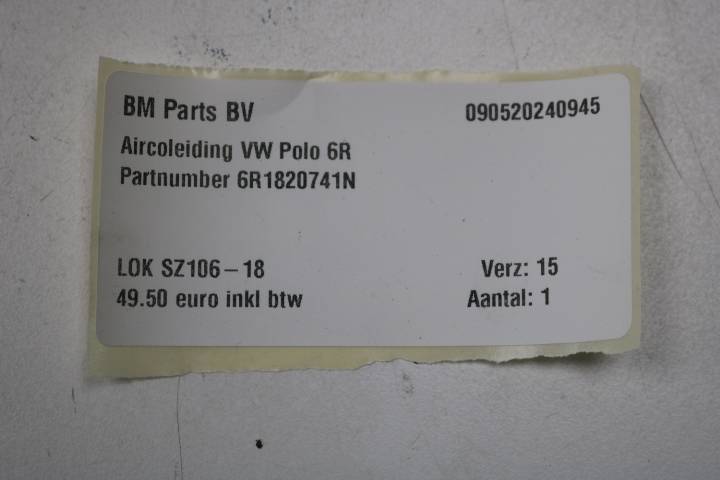 BM Parts BV 090520240945
Aircoleiding VW Polo 6R
Partnumber 6R1820741N
LOK SZ106-18 Verz: 15
49.50 euro inkl btw Aantal: 1